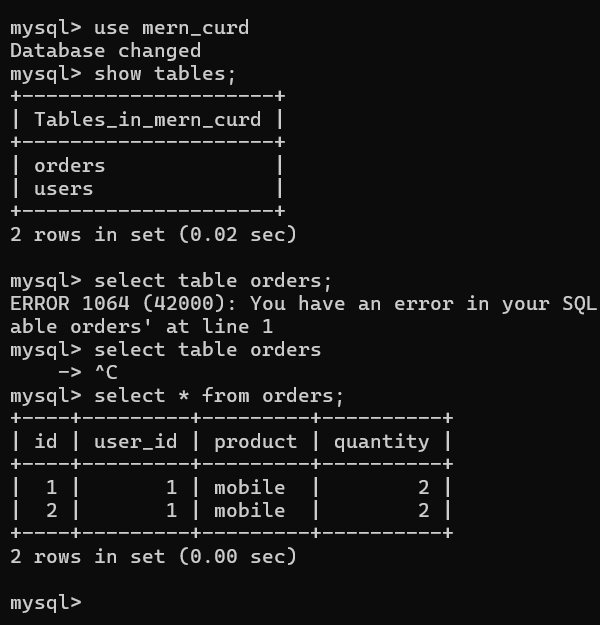 mysql> use mern_curd
Database changed
mysql> show tables;
+---------------------+
| Tables_in_mern_curd |
+---------------------+
| orders              |
| users               |
+---------------------+
2 rows in set (0.02 sec)

mysql> select table orders;
ERROR 1064 (42000): You have an error in your SQL
able orders' at line 1
mysql> select table orders
    -> ^C
mysql> select * from orders;
+----+---------+---------+----------+
| id | user_id | product | quantity |
+----+---------+---------+----------+
|  1 |       1 | mobile  |        2 |
|  2 |       1 | mobile  |        2 |
+----+---------+---------+----------+
2 rows in set (0.00 sec)

mysql>